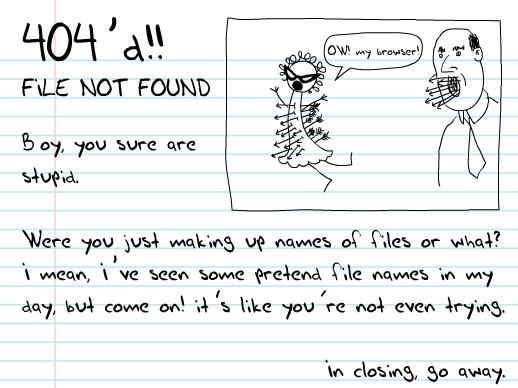 404'd!!
FiLE NOT FOUND
OW! my browser!
Boy, you sure are
stupid.
Were you just making up names of files or what?
i mean, i've seen some pretend file names in my
day, but come on! it's like you're not even trying.
in closing, go away.